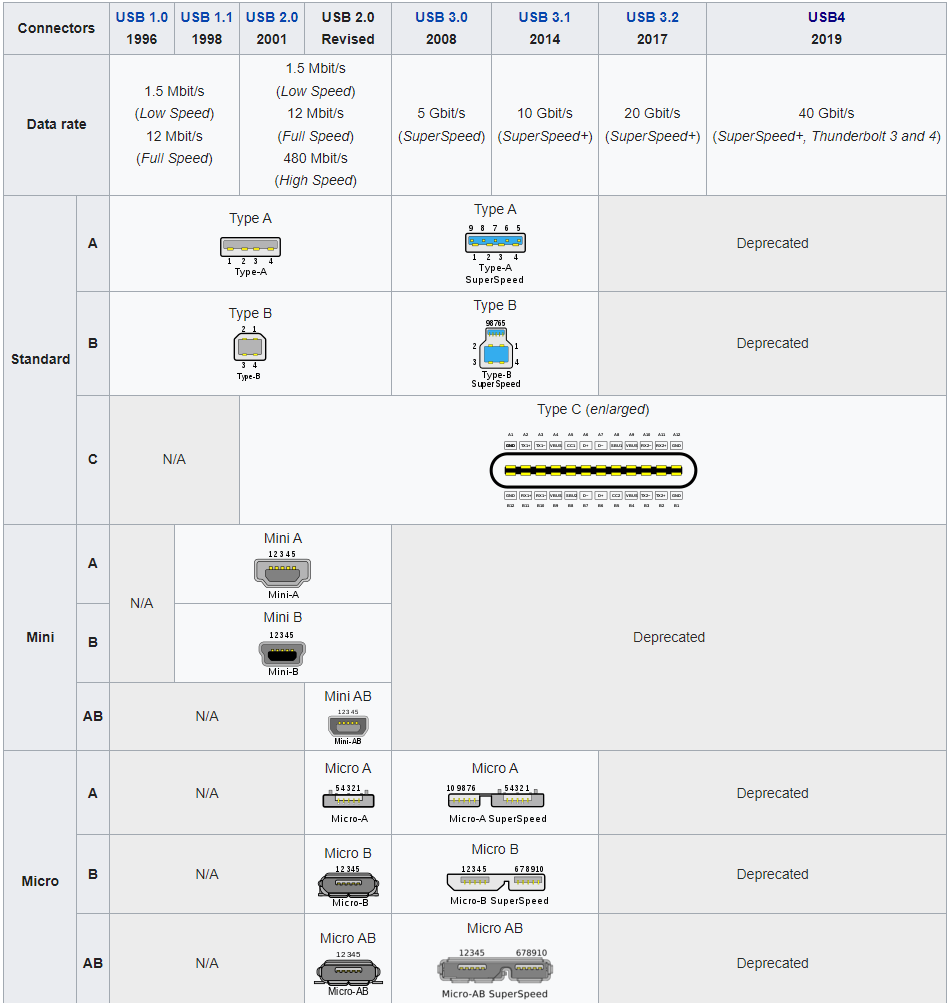 Connectors
USB 1.0
1996
USB 1.1
1998
USB 2.0
2001
USB 2.0
Revised
USB 3.0
2008
USB 3.1
2014
USB 3.2
2017
USB4
2019
Data rate
1.5 Mbit/s
(Low Speed)
12 Mbit/s
(Full Speed)
1.5 Mbit/s
(Low Speed)
12 Mbit/s
(Full Speed)
480 Mbit/s
(High Speed)
5 Gbit/s
(SuperSpeed)
10 Gbit/s
(SuperSpeed+)
20 Gbit/s
(SuperSpeed+)
40 Gbit/s
(SuperSpeed+, Thunderbolt 3 and 4)
Standard
A
Type A
1 2 3 4
Type-A
Type A
9 8 7 6 5
1 2 3 4
Type-A
SuperSpeed
Deprecated
B
Type B
2 1
3 4
Type-B
Type B
98765
2 1
3 4
Type-B
SuperSpeed
Deprecated
C
N/A
Type C (enlarged)
A1 A2 A3 A4 A5 A6 A7 A8 A9 A10 A11 A12
GND TX1+ TX1- VBUS CC1 D+ D- SBU1 VBUS RX2- RX2+ GND
GND RX1+ RX1- VBUS SBU2 D- D+ CC2 VBUS TX2- TX2+ GND
B12 B11 B10 B9 B8 B7 B6 B5 B4 B3 B2 B1
Mini
A
N/A
Mini A
12345
Mini-A
Deprecated
B
Mini B
12345
Mini-B
AB
N/A
Mini AB
12345
Mini-AB
Micro
A
N/A
Micro A
54321
Micro-A
Micro A
10 9876 54321
Micro-A SuperSpeed
Deprecated
B
N/A
Micro B
12345
Micro-B
Micro B
12345 678910
Micro-B SuperSpeed
Deprecated
AB
N/A
Micro AB
12345
Micro-AB
Micro AB
12345 678910
Micro-AB SuperSpeed
Deprecated